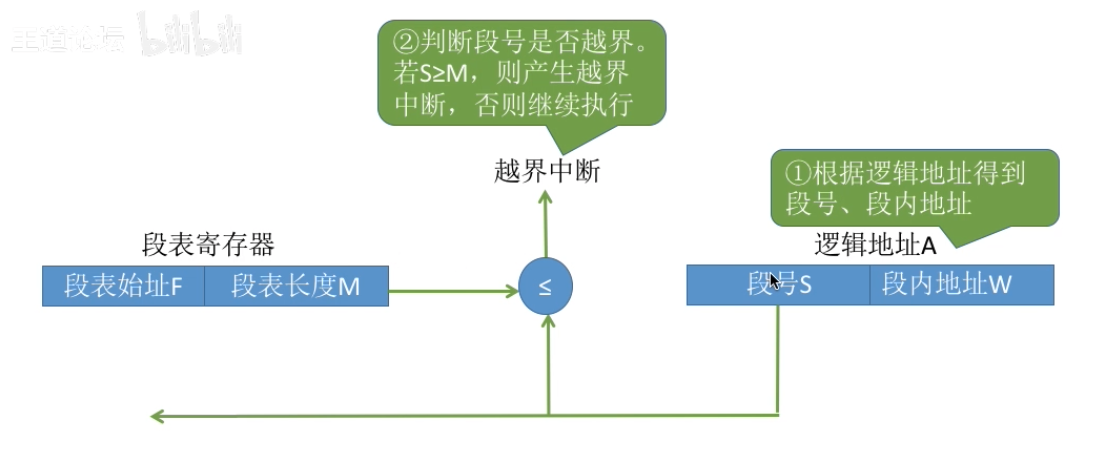 王道论坛 bilibili
②判断段号是否越界。
若S≥M，则产生越界
中断，否则继续执行
越界中断
①根据逻辑地址得到
段号、段内地址
段表寄存器
逻辑地址A
段表始址F 段表长度M
≤
段号S 段内地址W